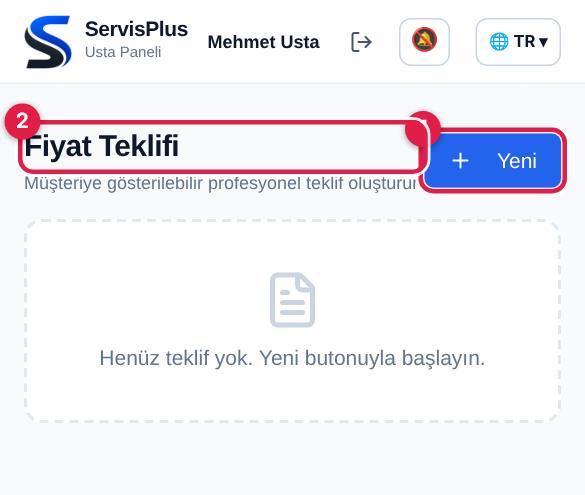 ServisPlus
Usta Paneli
Mehmet Usta
TR ▾
2
Fiyat Teklifi
Müşteriye gösterilebilir profesyonel teklif oluşturun
+ Yeni
Henüz teklif yok. Yeni butonuyla başlayın.